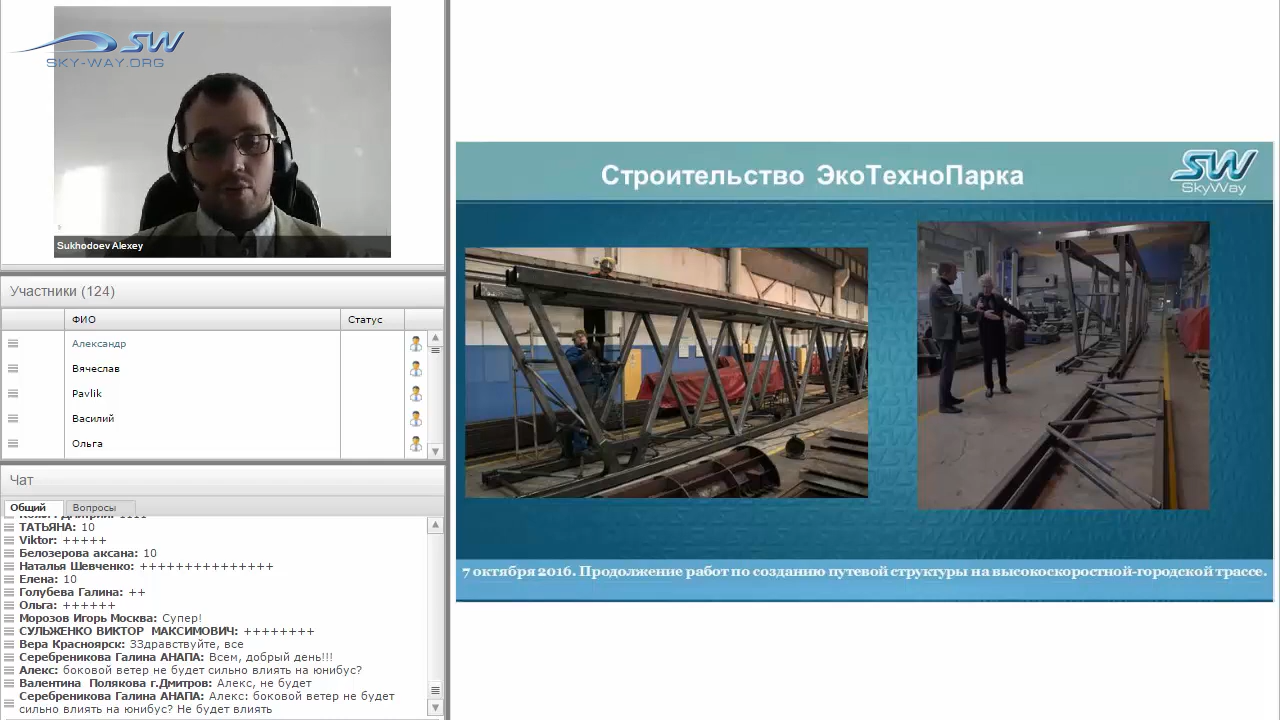 SW
SKY-WAY.ORG
Sukhodoev Alexey
Участники (124)
ФИО
Статус
Александр
Вячеслав
Pavlik
Василий
Ольга
Чат
Общий
Вопросы
ТАТЬЯНА: 10
Viktor: +++++
Белозерова аксана: 10
Наталья Шевченко: +++++++++++++++
Елена: 10
Голубева Галина: ++
Ольга: ++++++
Морозов Игорь Москва: Супер!
СУЛЬЖЕНКО ВИКТОР МАКСИМОВИЧ: ++++++++
Вера Красноярск: ЗЗдравствуйте, все
Серебреникова Галина АНАПА: Всем, добрый день!!!
Алекс: боковой ветер не будет сильно влиять на юнибус?
Валентина Полякова г.Дмитров: Алекс, не будет
Серебреникова Галина АНАПА: Алекс: боковой ветер не будет
сильно влиять на юнибус? Не будет влиять
Строительство ЭкоТехноПарка
SW
SkyWay
7 октября 2016. Продолжение работ по созданию путевой структуры на высокоскоростной-городской трассе.